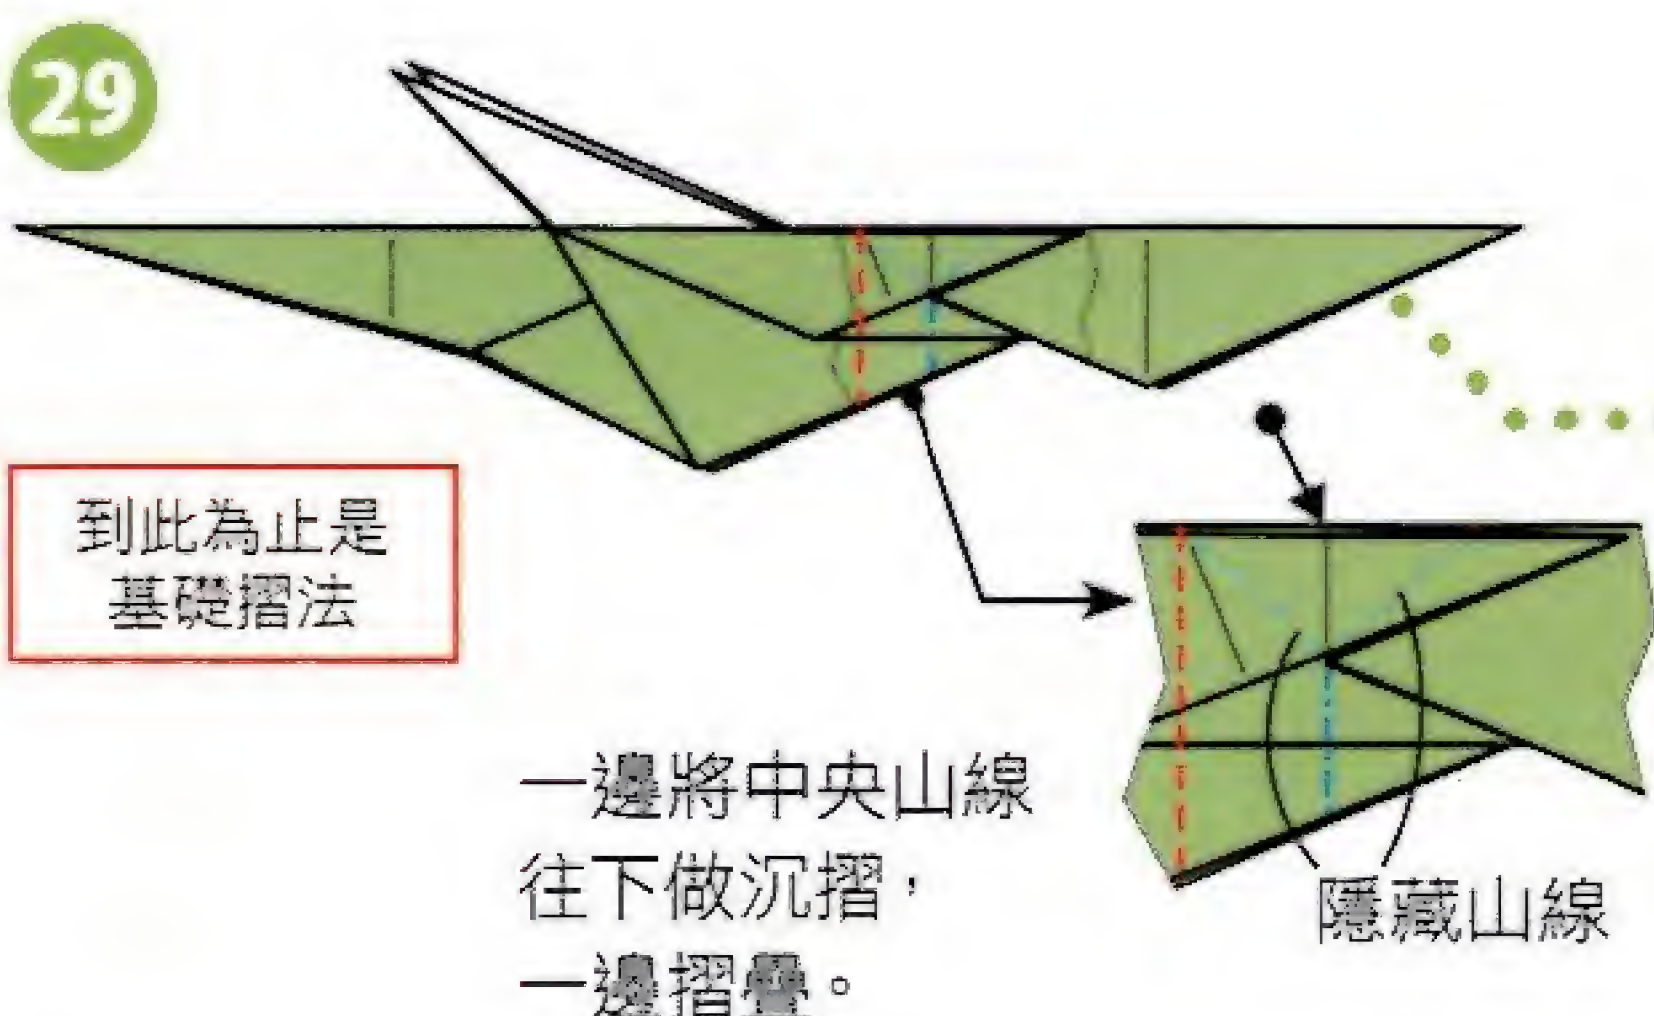 29
到此為止是
基礎摺法
一邊將中央山線
往下做沉摺，
一邊摺疊。
隱藏山線